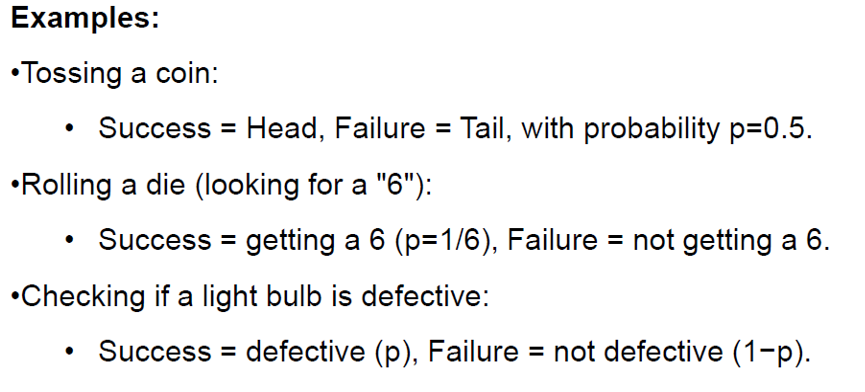 Examples:
•Tossing a coin:
• Success = Head, Failure = Tail, with probability p=0.5.
•Rolling a die (looking for a "6"):
• Success = getting a 6 (p=1/6), Failure = not getting a 6.
•Checking if a light bulb is defective:
• Success = defective (p), Failure = not defective (1−p).